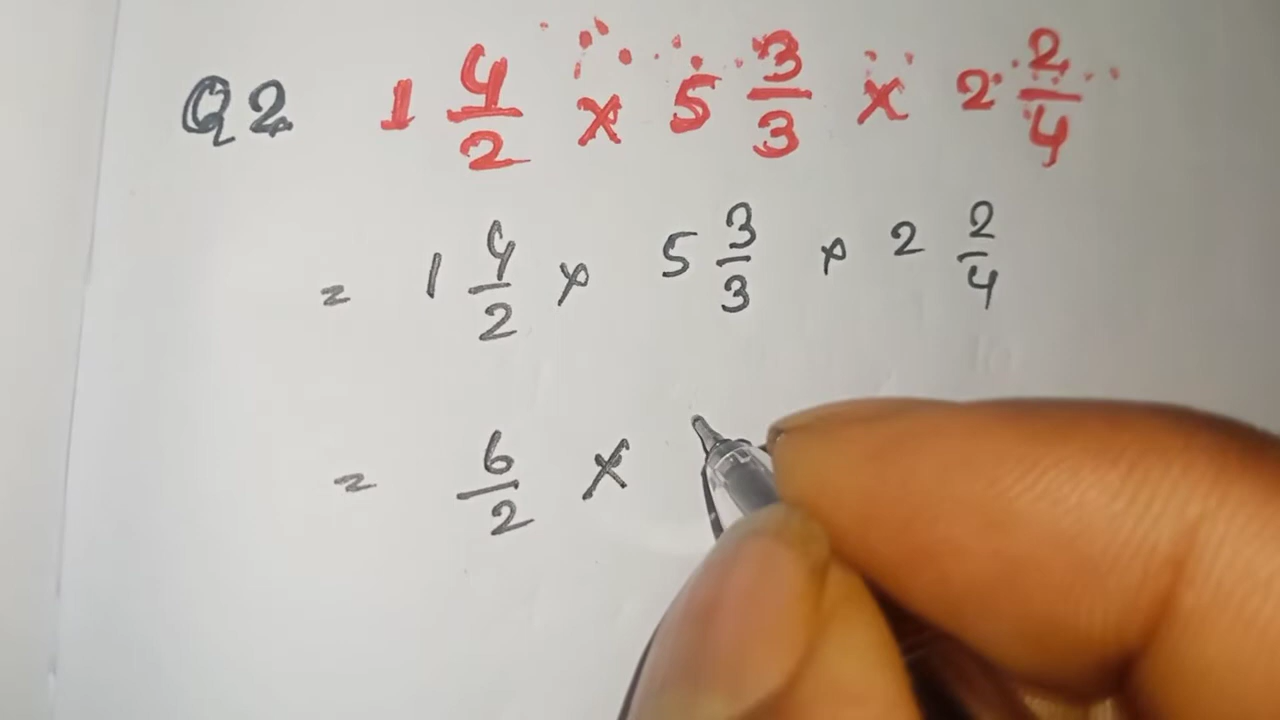 Q2 1 4/2 × 5 3/3 × 2 2/4
= 1 4/2 × 5 3/3 × 2 2/4
= 6/2 ×